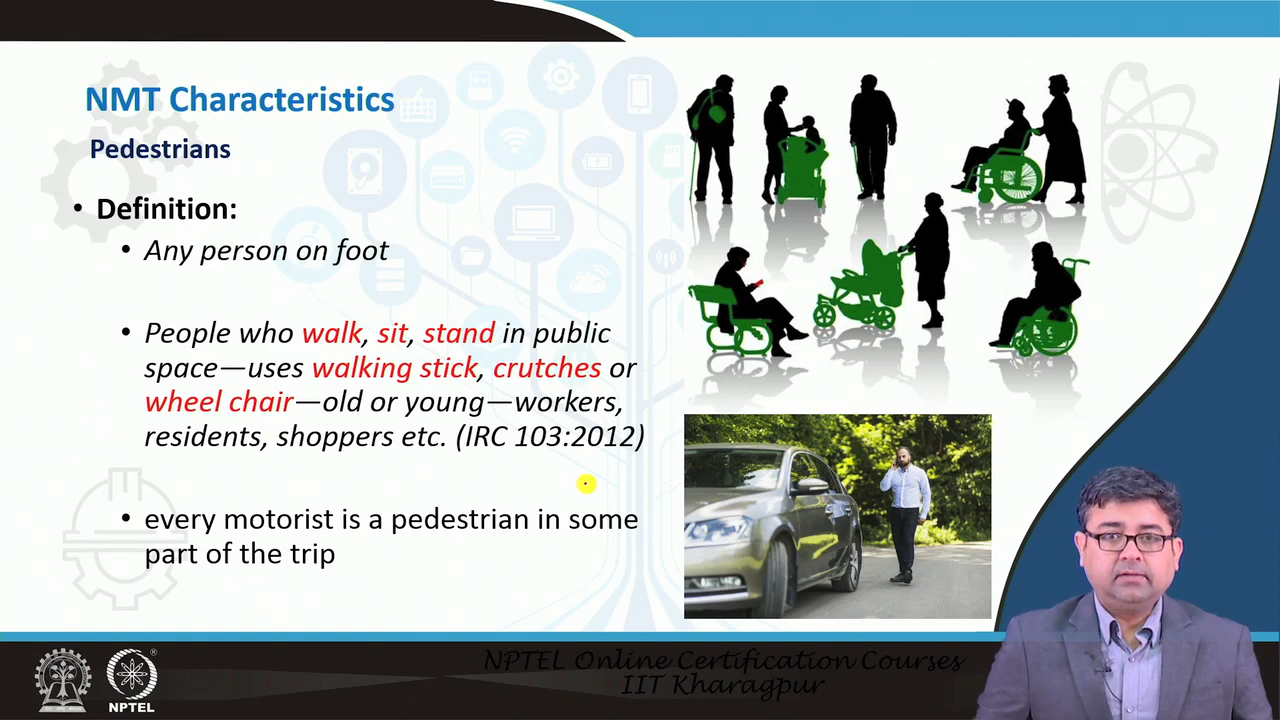 NMT Characteristics
Pedestrians
• Definition:
• Any person on foot
• People who walk, sit, stand in public
space—uses walking stick, crutches or
wheel chair—old or young—workers,
residents, shoppers etc. (IRC 103:2012)
• every motorist is a pedestrian in some
part of the trip
NPTEL Online Certification Courses
IIT Kharagpur
NPTEL
®